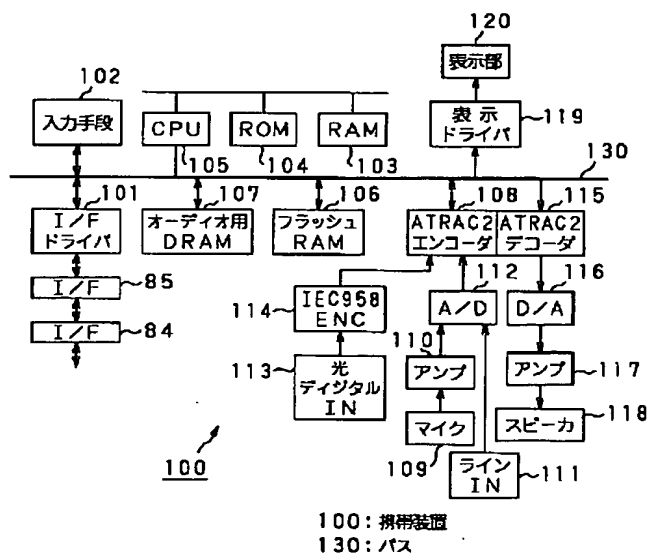 120
表示部
102
入力手段
CPU
ROM
RAM
表示
ドライバ
119
105
104
103
130
101
107
106
108
115
I/F
ドライバ
オーディオ用
DRAM
フラッシュ
RAM
ATRAC2
エンコーダ
ATRAC2
デコーダ
112
116
I/F
85
114
IEC958
ENC
A/D
D/A
I/F
84
113
光
ディジタル
IN
110
アンプ
アンプ
117
マイク
スピーカ
118
109
ライン
IN
111
100
100:携帯装置
130:バス